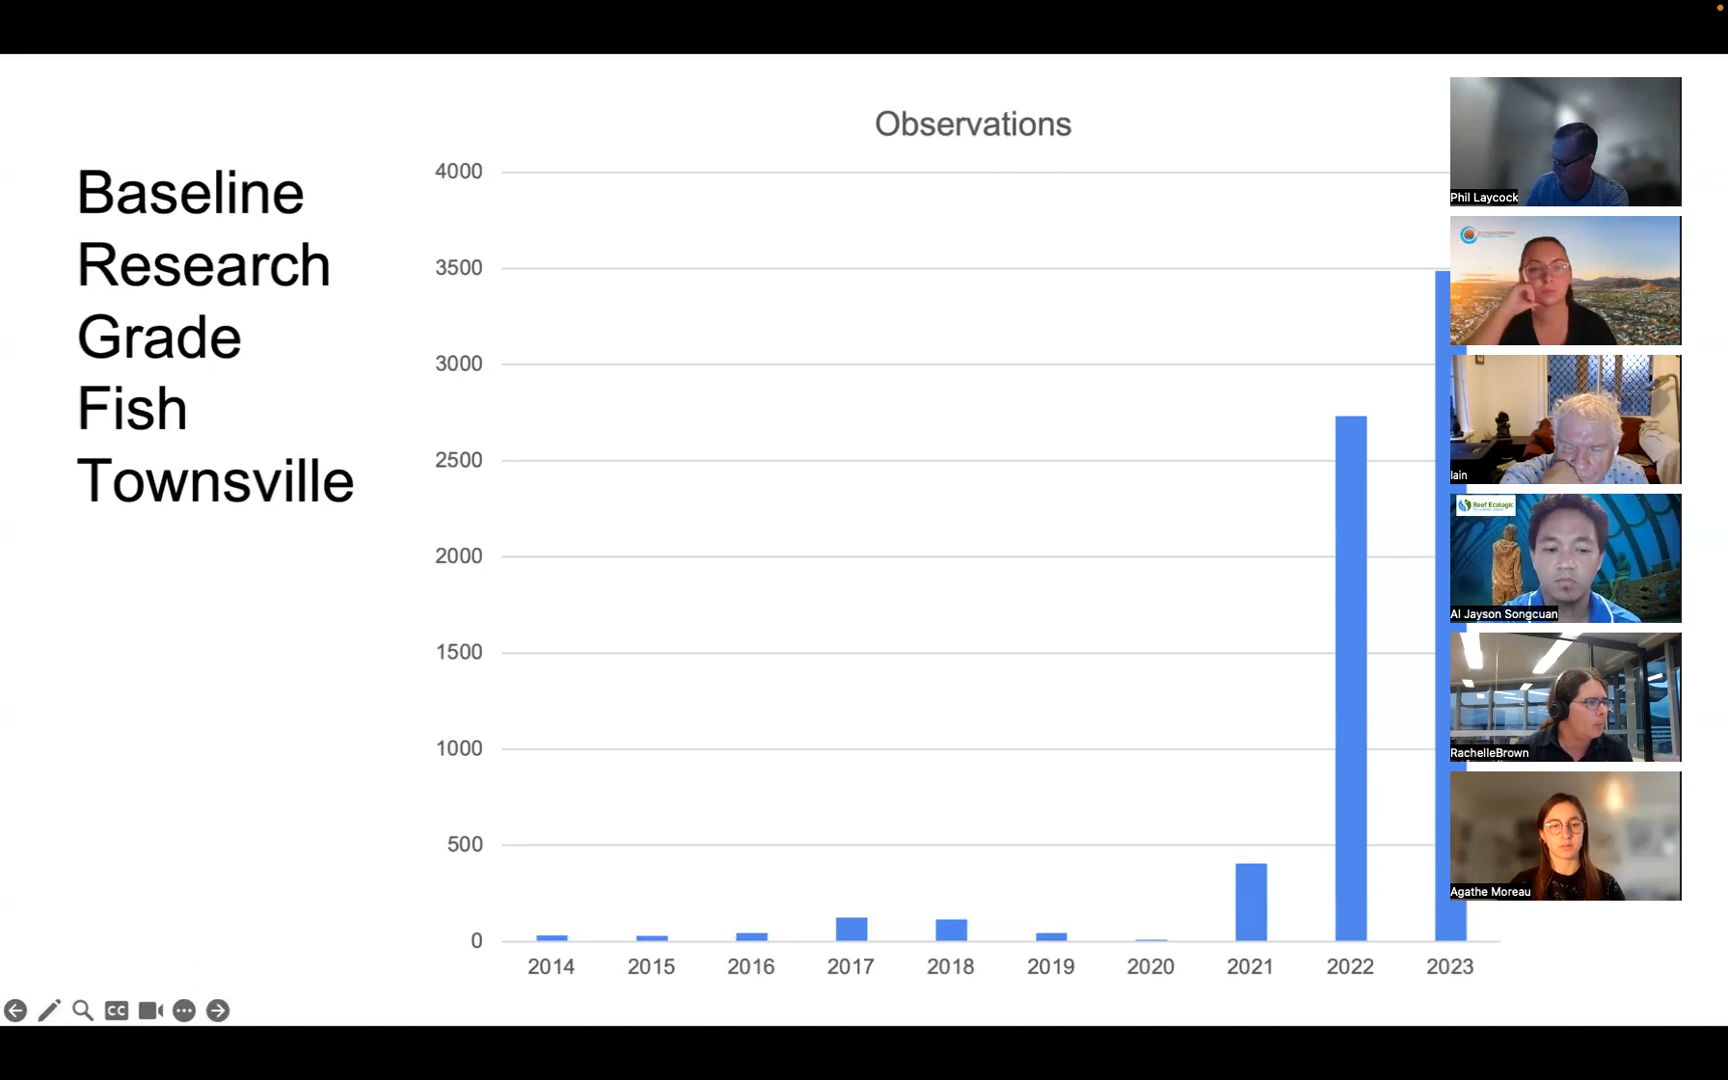 Observations
Baseline
Research
Grade
Fish
Townsville
4000
3500
3000
2500
2000
1500
1000
500
0
2014 2015 2016 2017 2018 2019 2020 2021 2022 2023
Phil Laycock
Iain
Reef Ecologic
Al Jayson Songcuan
RachelleBrown
Agathe Moreau
CC